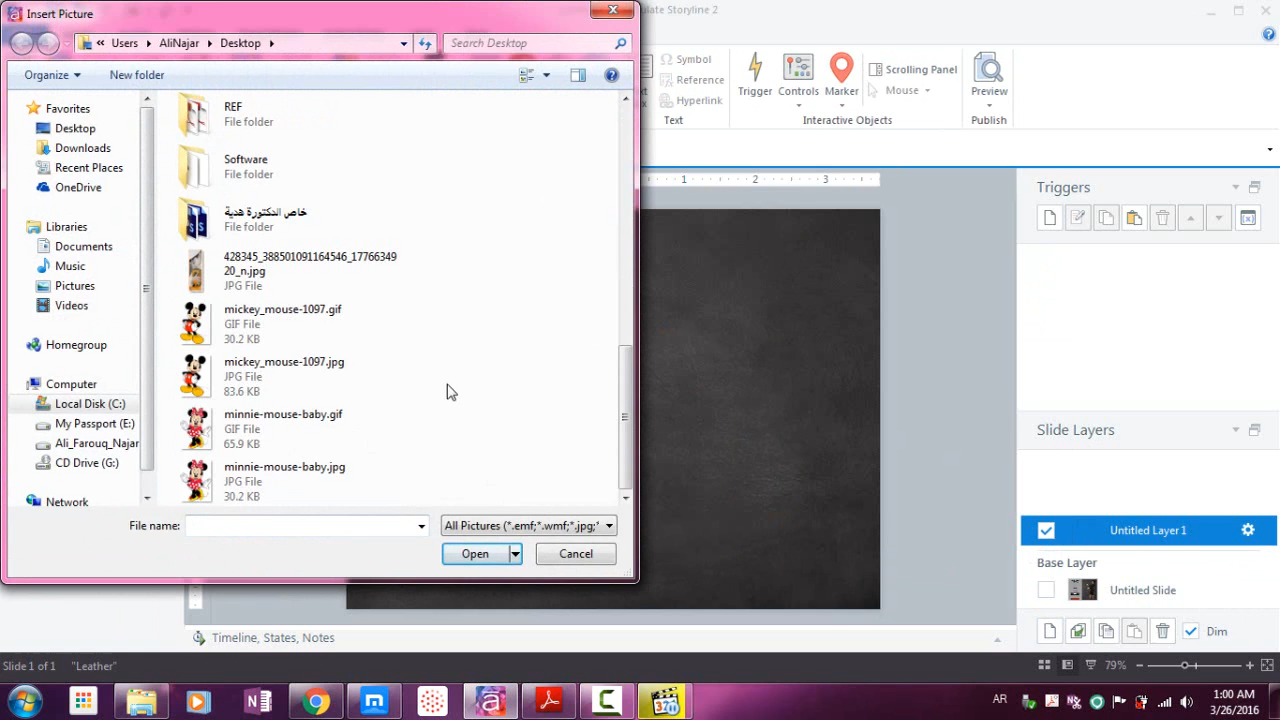 Insert Picture
ulate Storyline 2
Users AliNajar Desktop
Search Desktop
Organize
New folder
Favorites
Desktop
Downloads
Recent Places
OneDrive
Libraries
Documents
Music
Pictures
Videos
Homegroup
Computer
Local Disk (C:)
My Passport (E:)
Ali_Farouq_Najar
CD Drive (G:)
Network
REF
File folder
Software
File folder
خاص الدكتورة هدية
File folder
428345_388501091164546_17766349
20_n.jpg
JPG File
mickey_mouse-1097.gif
GIF File
30.2 KB
mickey_mouse-1097.jpg
JPG File
83.6 KB
minnie-mouse-baby.gif
GIF File
65.9 KB
minnie-mouse-baby.jpg
JPG File
30.2 KB
File name:
All Pictures (*.emf;*.wmf;*.jpg;*
Open
Cancel
Symbol
Reference
Hyperlink
Text
Trigger
Controls
Marker
Scrolling Panel
Mouse
Interactive Objects
Preview
Publish
1 2 3
Triggers
Slide Layers
Untitled Layer 1
Base Layer
Untitled Slide
Dim
Timeline, States, Notes
Slide 1 of 1
"Leather"
79%
AR
1:00 AM
3/26/2016